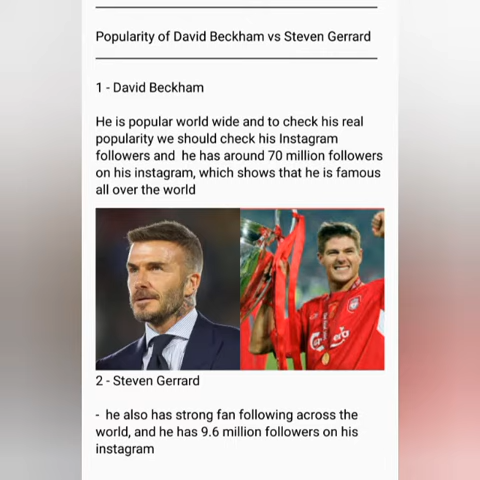 Popularity of David Beckham vs Steven Gerrard
1 - David Beckham
He is popular world wide and to check his real
popularity we should check his Instagram
followers and  he has around 70 million followers
on his instagram, which shows that he is famous
all over the world
Carlsberg
2 - Steven Gerrard
-  he also has strong fan following across the
world, and he has 9.6 million followers on his
instagram